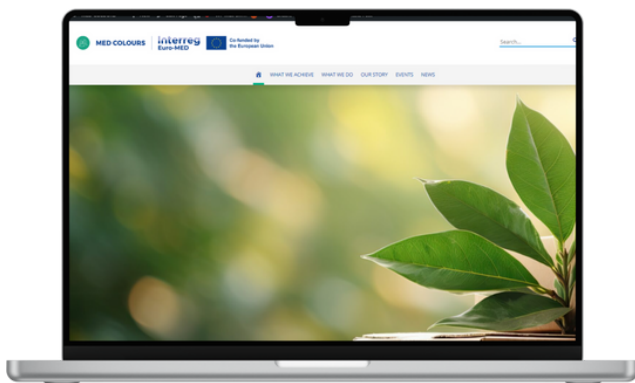 MED COLOURS
Interreg
Euro-MED
Co-funded by
the European Union
Search...
WHAT WE ACHIEVE WHAT WE DO OUR STORY EVENTS NEWS